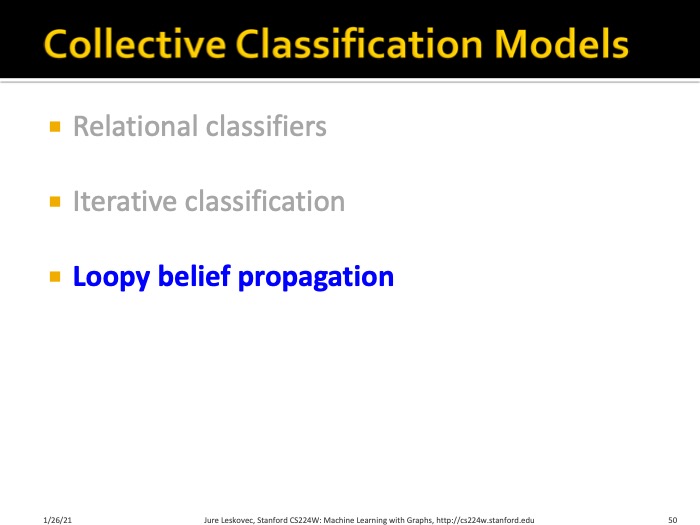 Collective Classification Models
Relational classifiers
Iterative classification
Loopy belief propagation
1/26/21
Jure Leskovec, Stanford CS224W: Machine Learning with Graphs, http://cs224w.stanford.edu
50